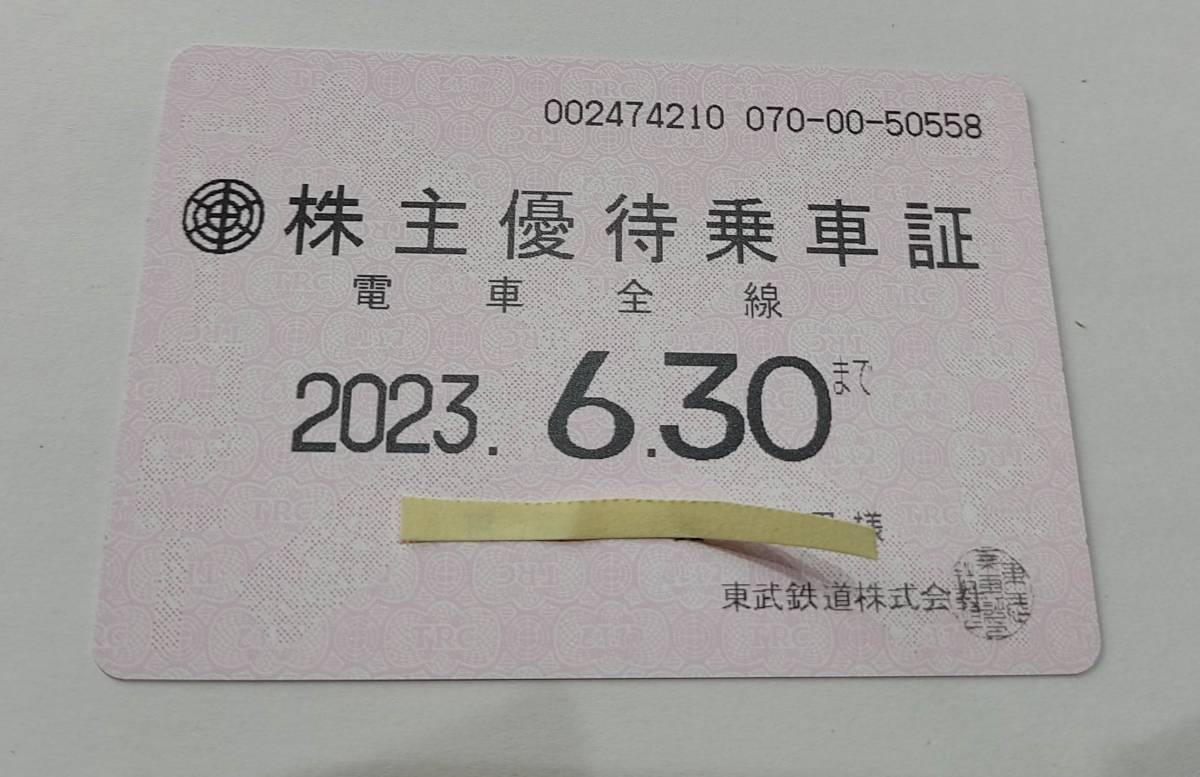 002474210 070-00-50558
株主優待乗車証
電車全線
2023. 6.30まで
様
東武鉄道株式会社